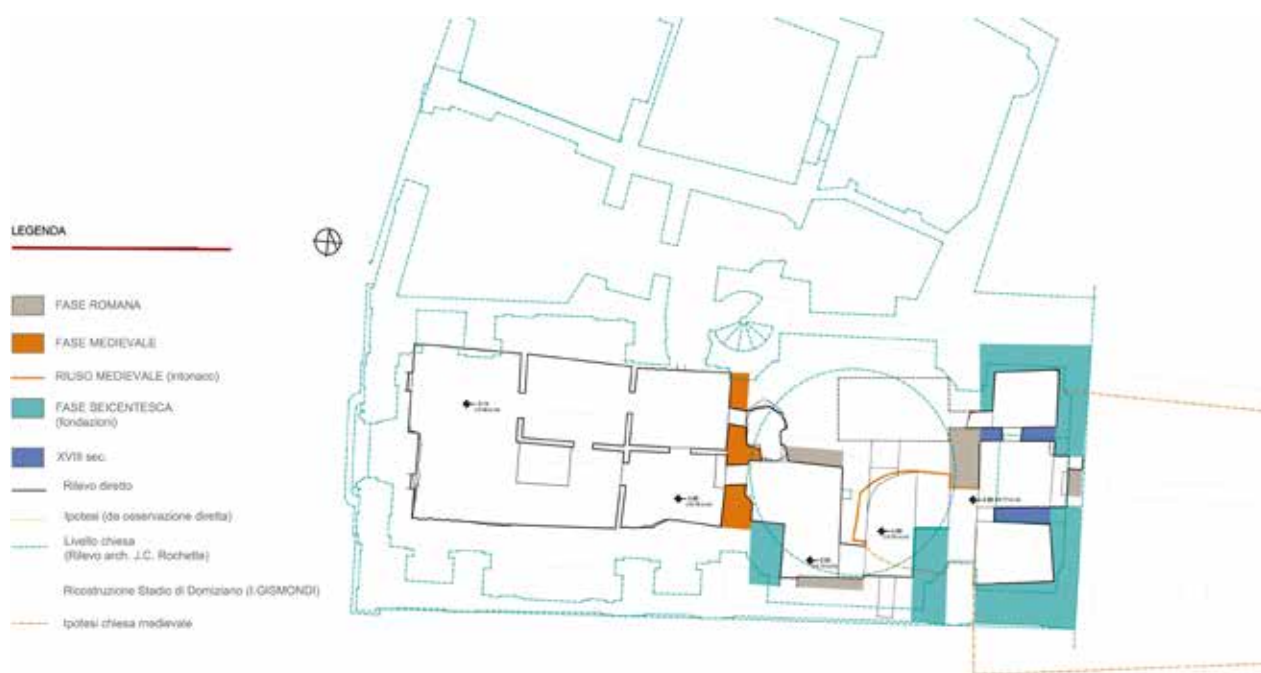 LEGENDA
FASE ROMANA
FASE MEDIEVALE
RIUSO MEDIEVALE (intonaco)
FASE SEICENTESCA
(fondazioni)
XVIII sec.
Rilievo diretto
Ipotesi (da osservazione diretta)
Livello chiesa
(Rilievo arch. J.C. Rochette)
Ricostruzione Stadio di Domiziano (I.GISMONDI)
Ipotesi chiesa medievale